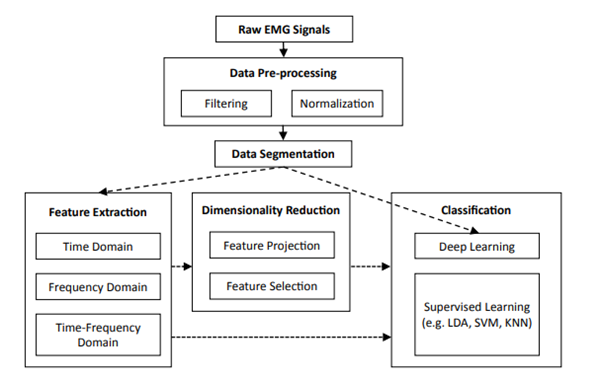 Raw EMG Signals
Data Pre-processing
Filtering
Normalization
Data Segmentation
Feature Extraction
Time Domain
Frequency Domain
Time-Frequency
Domain
Dimensionality Reduction
Feature Projection
Feature Selection
Classification
Deep Learning
Supervised Learning
(e.g. LDA, SVM, KNN)